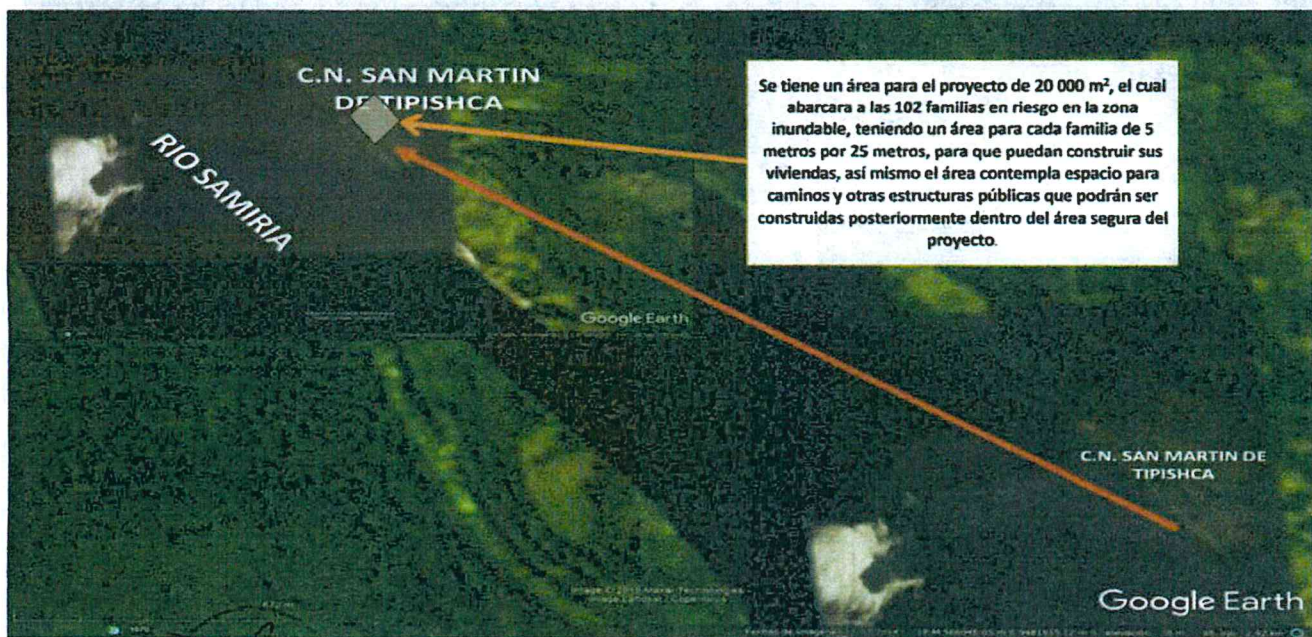 C.N. SAN MARTIN
DE TIPISHCA
RIO SAMIRIA
Se tiene un área para el proyecto de 20 000 m², el cual
abarcara a las 102 familias en riesgo en la zona
inundable, teniendo un área para cada familia de 5
metros por 25 metros, para que puedan construir sus
viviendas, así mismo el área contempla espacio para
caminos y otras estructuras públicas que podrán ser
construidas posteriormente dentro del área segura del
proyecto.
Google Earth
C.N. SAN MARTIN DE
TIPISHCA
Google Earth
1970